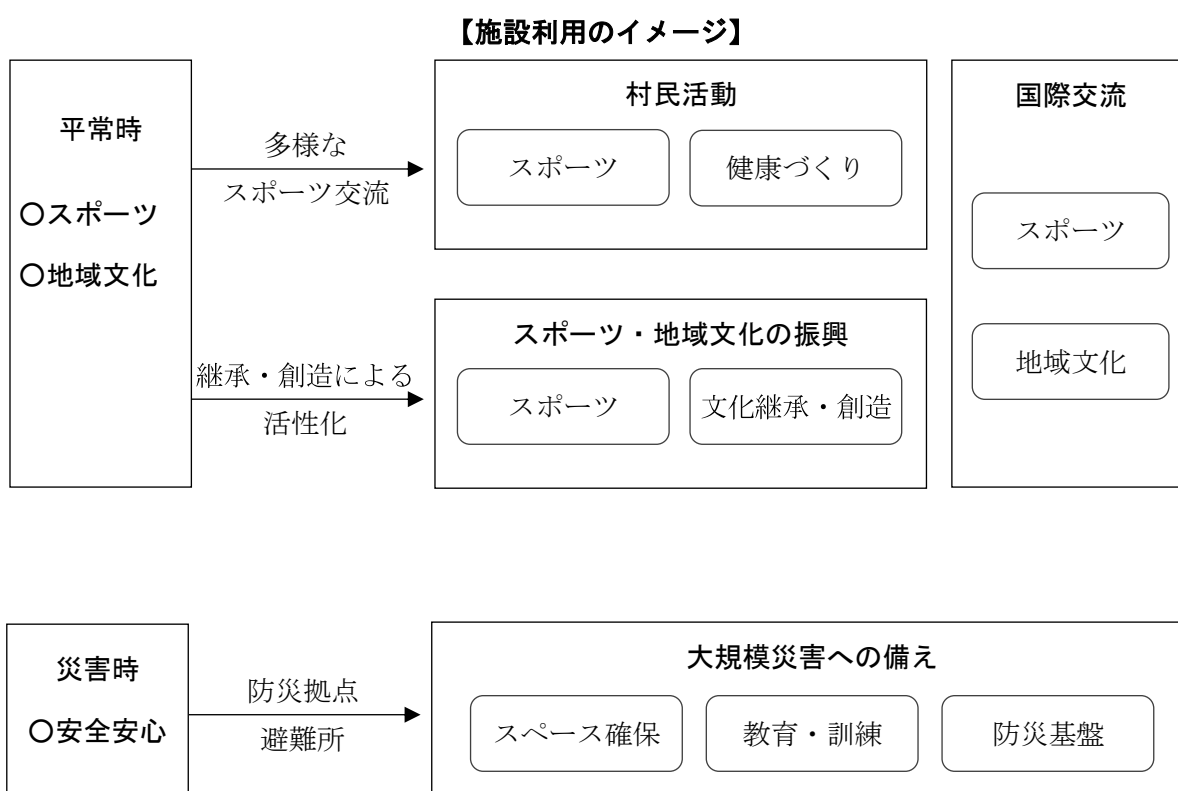 【施設利用のイメージ】
平常時
〇スポーツ
〇地域文化
多様な
スポーツ交流
村民活動
スポーツ
健康づくり
継承・創造による
活性化
スポーツ・地域文化の振興
スポーツ
文化継承・創造
国際交流
スポーツ
地域文化
災害時
〇安全安心
防災拠点
避難所
大規模災害への備え
スペース確保
教育・訓練
防災基盤